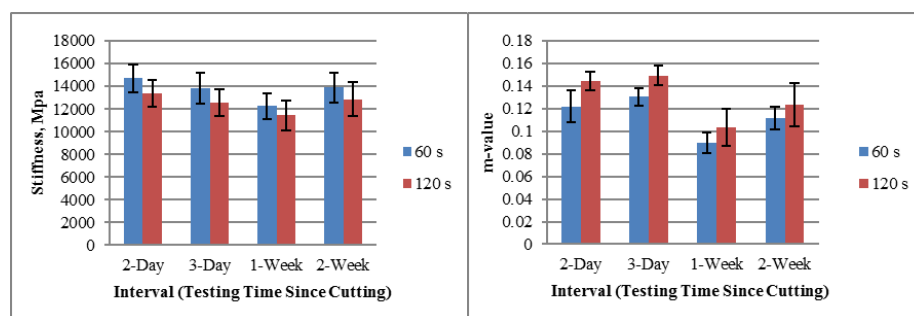 Stiffness, Mpa
18000
16000
14000
12000
10000
8000
6000
4000
2000
0
2-Day 3-Day 1-Week 2-Week
Interval (Testing Time Since Cutting)
60 s
120 s
m-value
0.18
0.16
0.14
0.12
0.1
0.08
0.06
0.04
0.02
0
2-Day 3-Day 1-Week 2-Week
Interval (Testing Time Since Cutting)
60 s
120 s